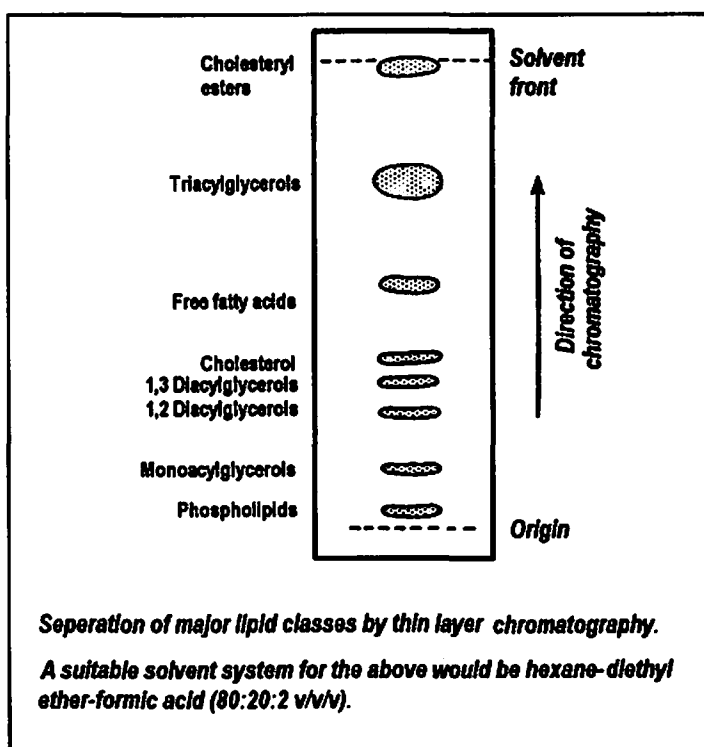 Cholesteryl
esters
Solvent
front
Triacylglycerols
Free fatty acids
Direction of
chromatography
Cholesterol
1,3 Diacylglycerols
1,2 Diacylglycerols
Monoacylglycerols
Phospholipids
Origin
Seperation of major lipid classes by thin layer chromatography.
A suitable solvent system for the above would be hexane-diethyl
ether-formic acid (80:20:2 v/v/v).